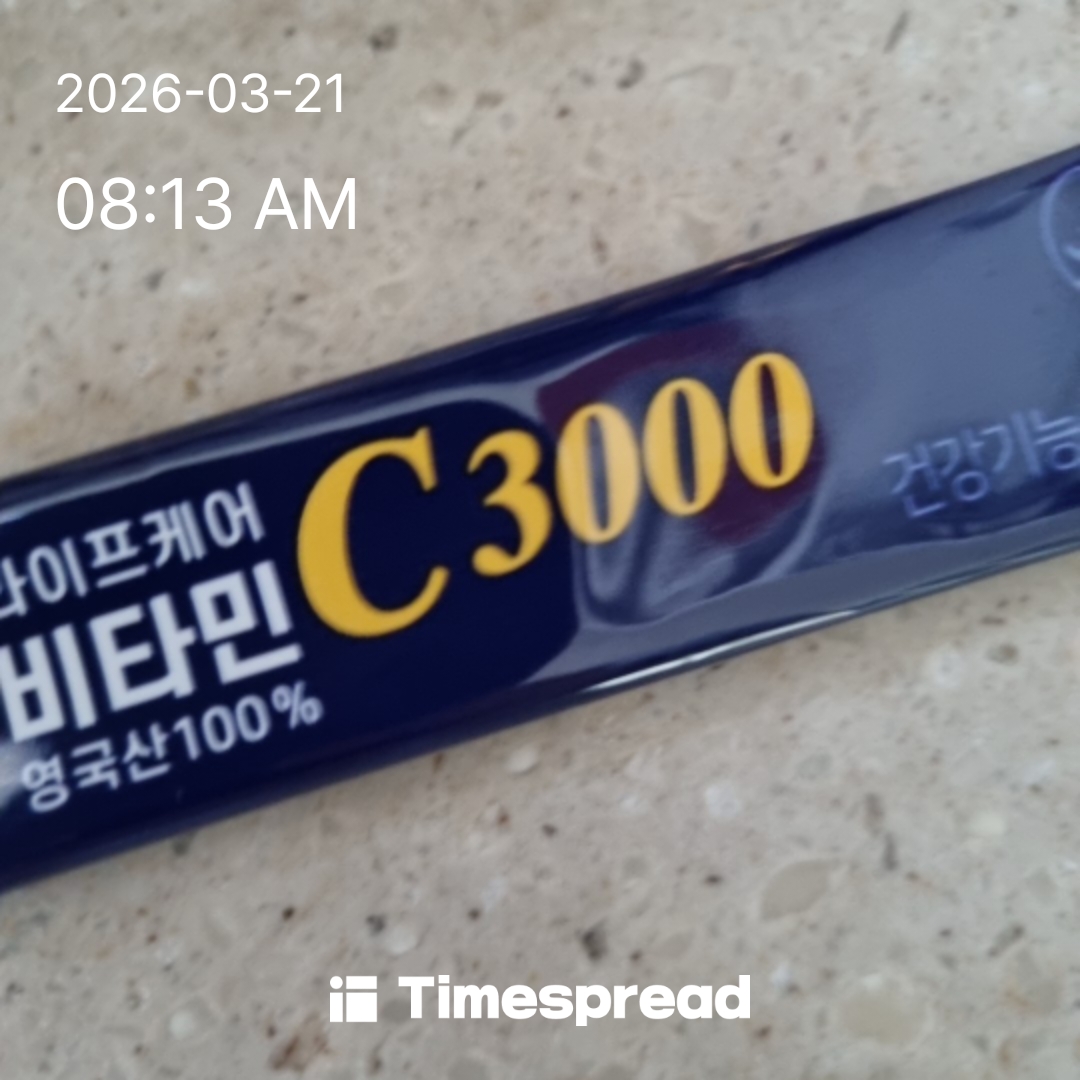 2026-03-21
08:13 AM
라이프케어
비타민 C 3000
영국산100%
건강기능
Timespread